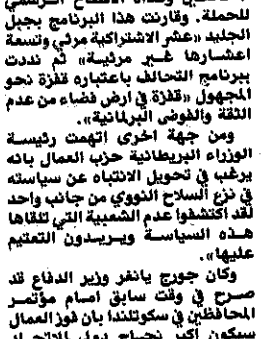 للحملة. وقارنت هذا البرنامج بجبل
الجليد «عشر الاشتراكية مرئي وتسعة
اعشارها غير مرئية» ثم نددت
ببرنامج التحالف باعتباره قفزة نحو
المجهول «قفزة في ارض فضاء من عدم
الثقة والفوضى البرلمانية».
ومن جهة اخرى اتهمت رئيسة
الوزراء البريطانية حزب العمال بانه
يرغب في تحويل الانتباه عن سياسته
في نزع السلاح النووي من جانب واحد
لقد اكتشفوا عدم الشعبية التي تلقاها
هذه السياسة ويريدون التعتيم
عليها».
وكان جورج يانغر وزير الدفاع قد
صرح في وقت سابق امام مؤتمر
المحافظين في سكوتلندا بان فوز العمال
سيكون اكبر نجاح